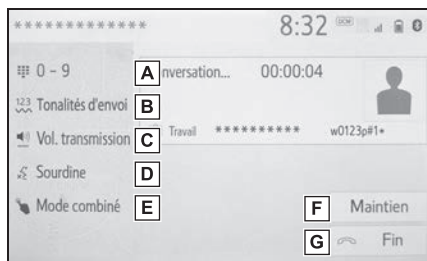 ************* 8:32
0 - 9 A nversation... 00:00:04
123 Tonalités d'envoi B
Vol. transmission C Travail ********** w0123p#1*
Sourdine D
Mode combiné E F Maintien
G Fin